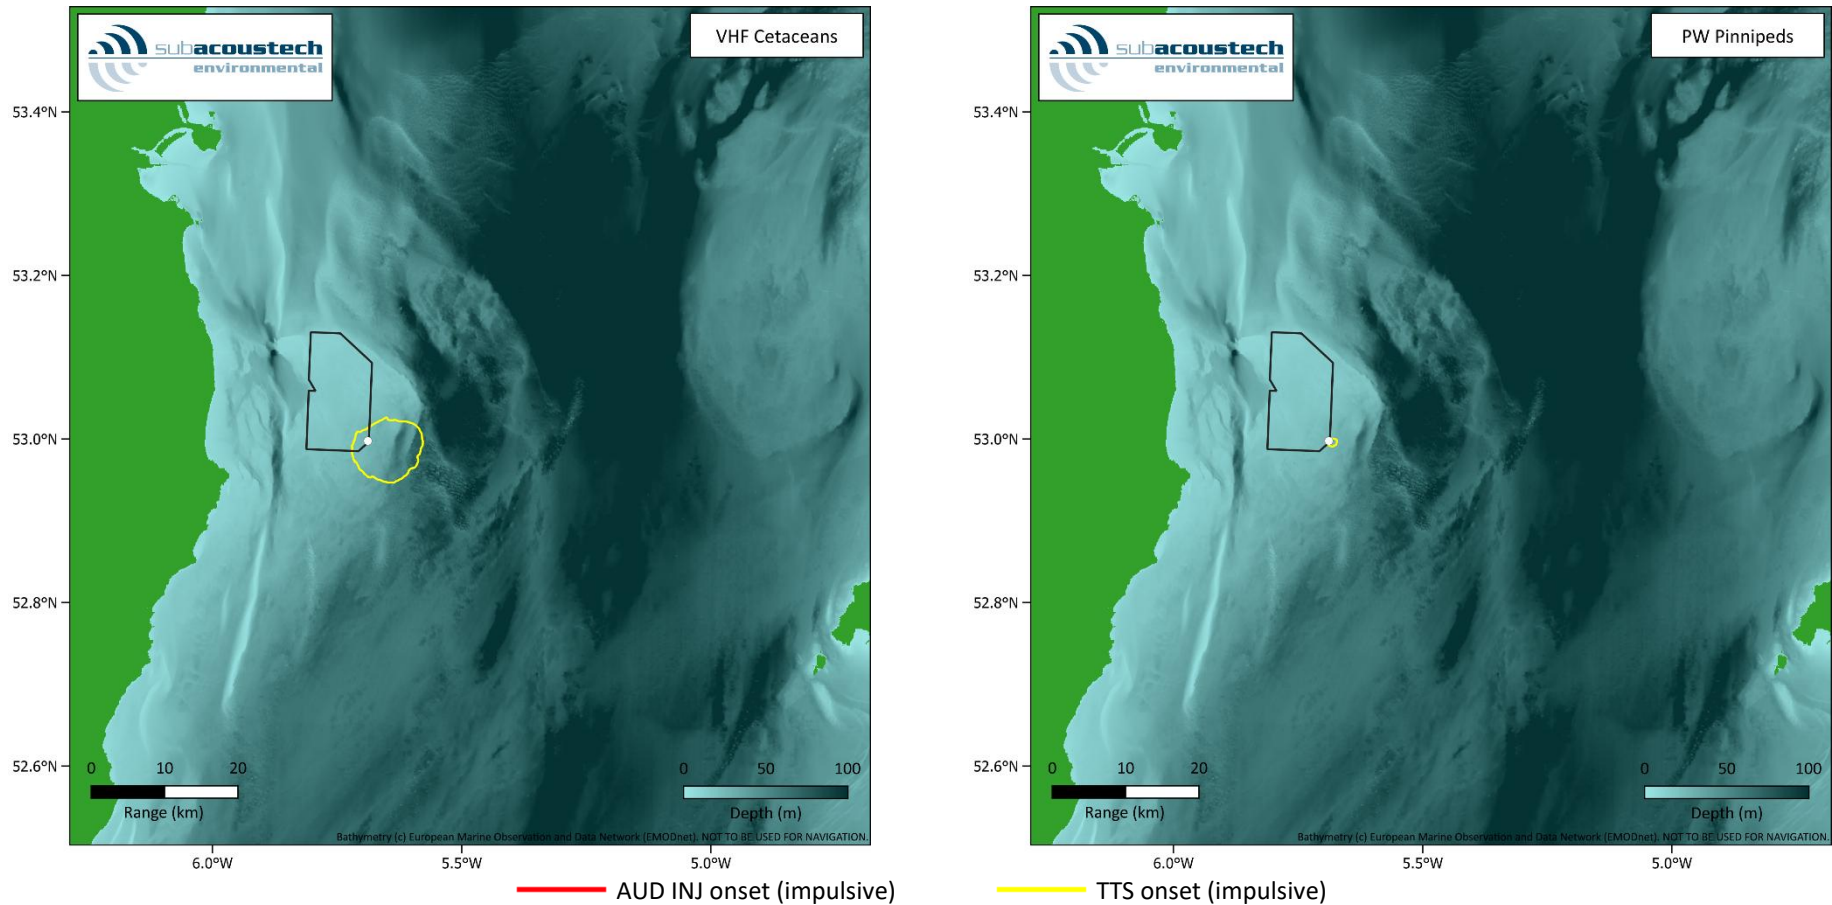 subacoustech
environmental
VHF Cetaceans
53.4°N
53.2°N
53.0°N
52.8°N
52.6°N
0 10 20
Range (km)
0 50 100
Depth (m)
Bathymetry (c) European Marine Observation and Data Network (EMODnet). NOT TO BE USED FOR NAVIGATION.
6.0°W 5.5°W 5.0°W
subacoustech
environmental
PW Pinnipeds
53.4°N
53.2°N
53.0°N
52.8°N
52.6°N
0 10 20
Range (km)
0 50 100
Depth (m)
Bathymetry (c) European Marine Observation and Data Network (EMODnet). NOT TO BE USED FOR NAVIGATION.
6.0°W 5.5°W 5.0°W
AUD INJ onset (impulsive)
TTS onset (impulsive)